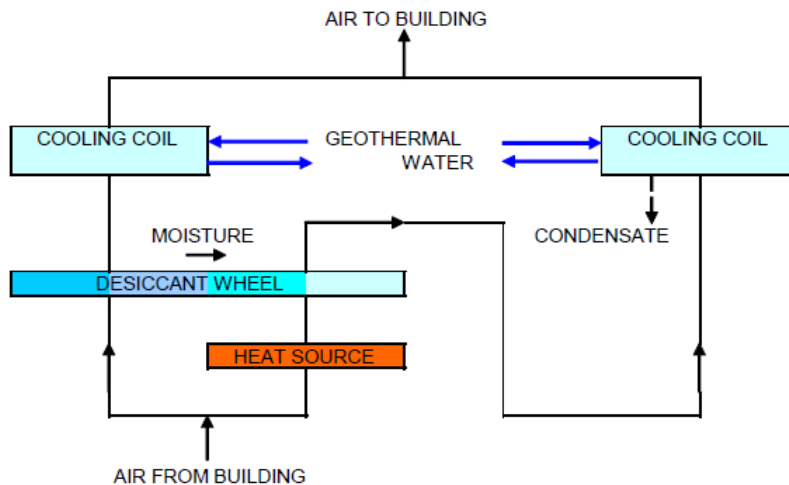 AIR TO BUILDING
COOLING COIL
GEOTHERMAL
WATER
COOLING COIL
MOISTURE
CONDENSATE
DESICCANT WHEEL
HEAT SOURCE
AIR FROM BUILDING